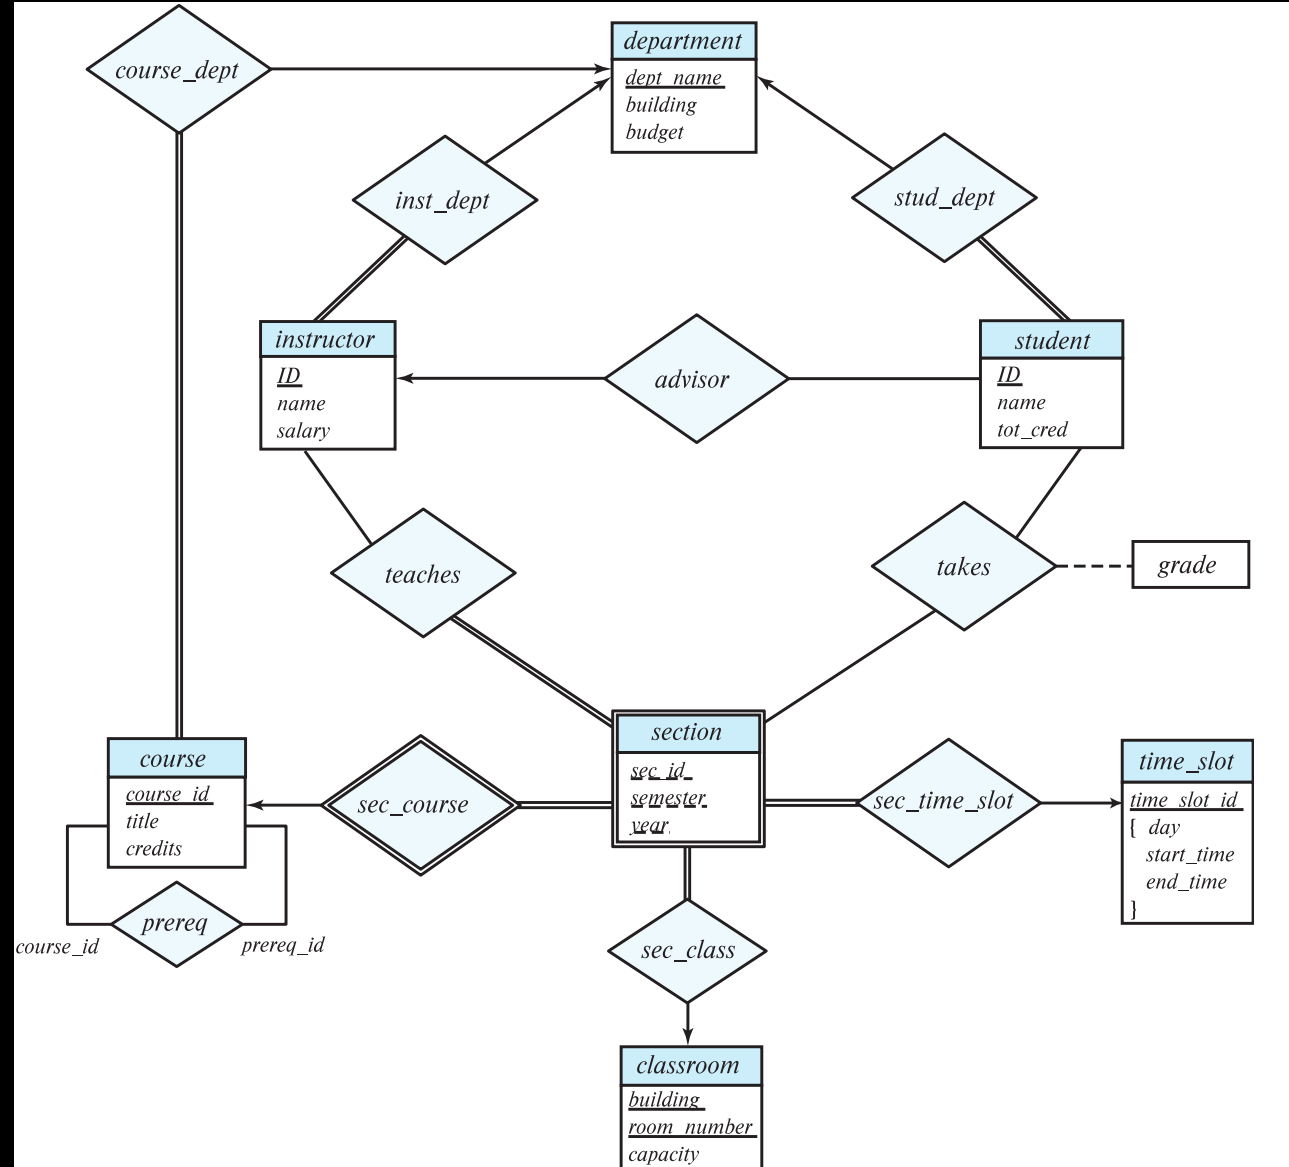 department
dept_name
building
budget
course_dept
inst_dept
stud_dept
instructor
ID
name
salary
advisor
student
ID
name
tot_cred
teaches
takes
grade
course
course_id
title
credits
sec_course
section
sec_id
semester
year
sec_time_slot
time_slot
time_slot_id
{ day
start_time
end_time
}
prereq
course_id
prereq_id
sec_class
classroom
building
room_number
capacity